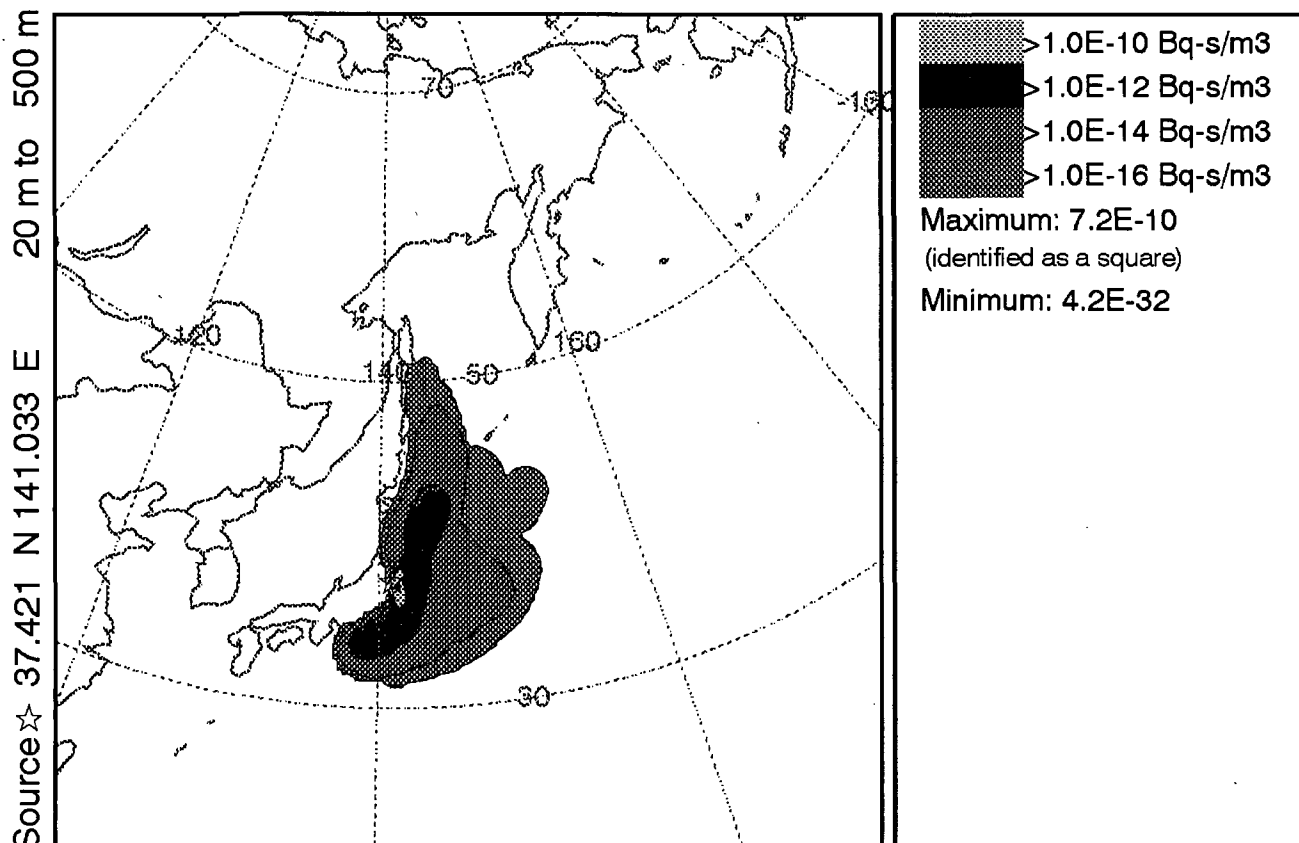 Source☆ 37.421 N 141.033 E 20 m to 500 m
70
-180
120
160
140
50
30
>1.0E-10 Bq-s/m3
>1.0E-12 Bq-s/m3
>1.0E-14 Bq-s/m3
>1.0E-16 Bq-s/m3
Maximum: 7.2E-10
(identified as a square)
Minimum: 4.2E-32